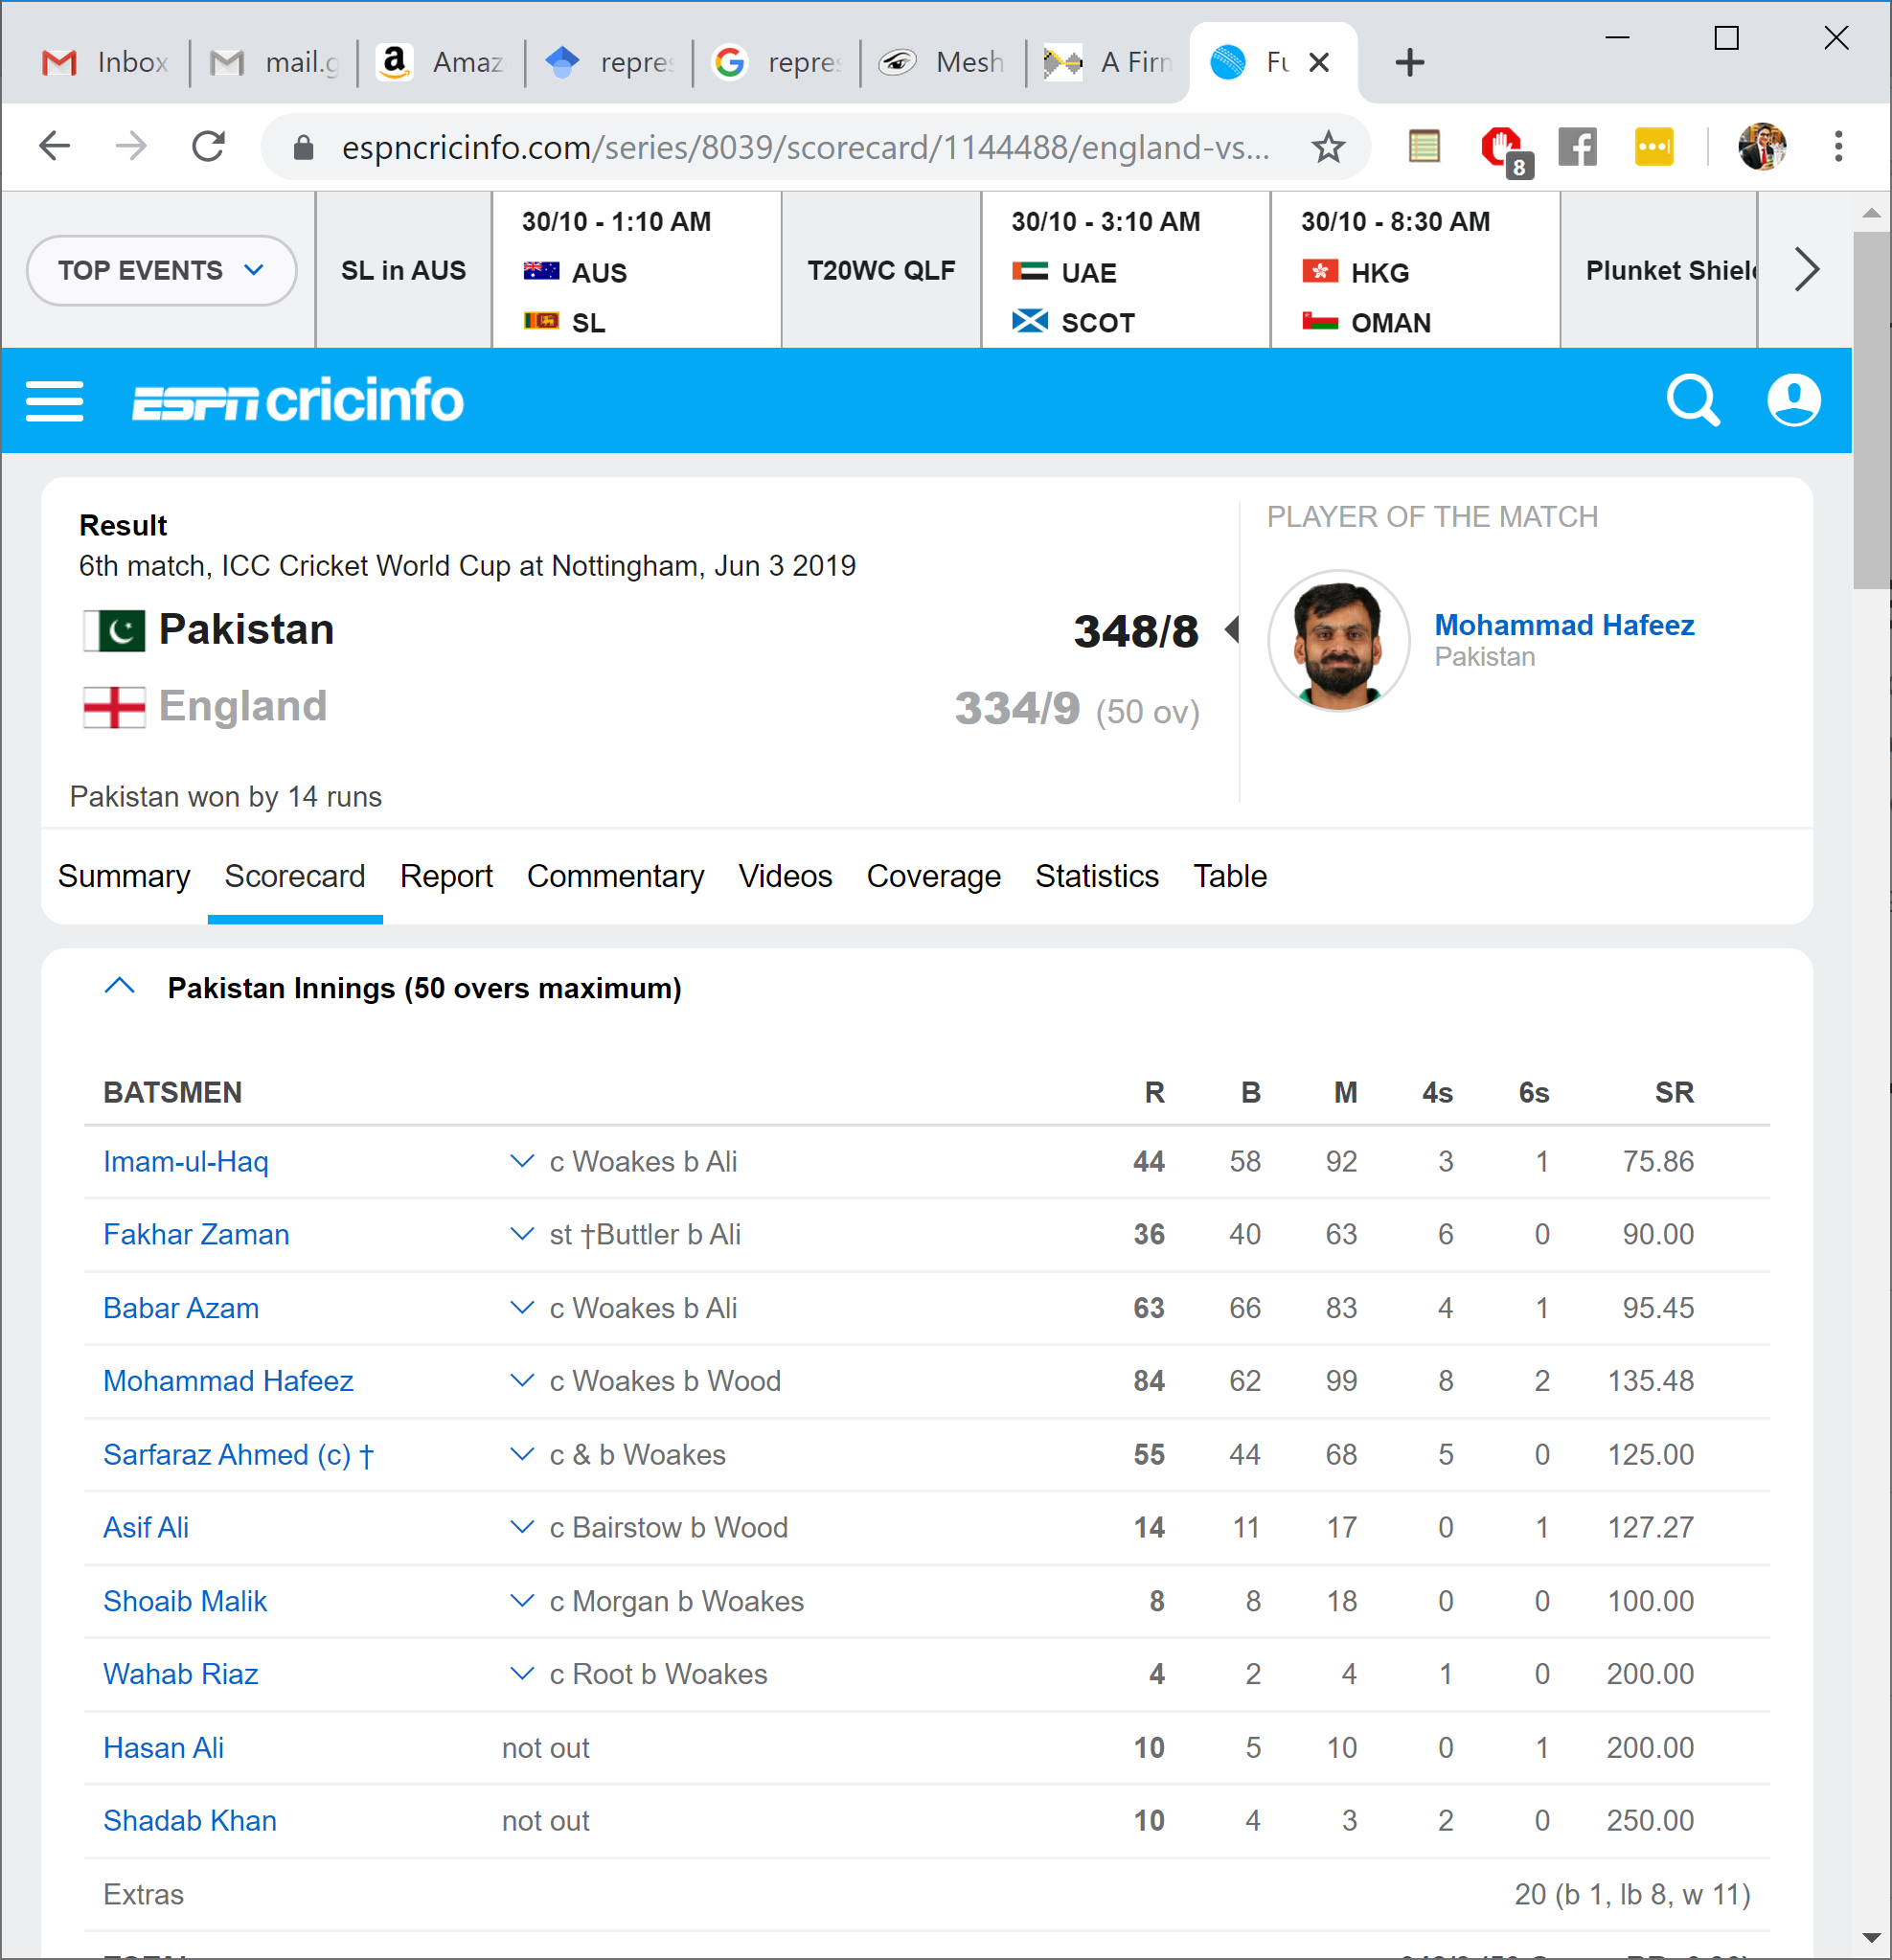 Inbox mail.g Amaz repres repres Mesh A Firm Fu
espncricinfo.com/series/8039/scorecard/1144488/england-vs...
8
TOP EVENTS SL in AUS 30/10 - 1:10 AM T20WC QLF 30/10 - 3:10 AM 30/10 - 8:30 AM Plunket Shield
AUS UAE HKG
SL SCOT OMAN
ESPN cricinfo
Result
6th match, ICC Cricket World Cup at Nottingham, Jun 3 2019
Pakistan 348/8
England 334/9 (50 ov)
Pakistan won by 14 runs
PLAYER OF THE MATCH
Mohammad Hafeez
Pakistan
Summary Scorecard Report Commentary Videos Coverage Statistics Table
Pakistan Innings (50 overs maximum)
BATSMEN R B M 4s 6s SR
Imam-ul-Haq c Woakes b Ali 44 58 92 3 1 75.86
Fakhar Zaman st †Buttler b Ali 36 40 63 6 0 90.00
Babar Azam c Woakes b Ali 63 66 83 4 1 95.45
Mohammad Hafeez c Woakes b Wood 84 62 99 8 2 135.48
Sarfaraz Ahmed (c) † c & b Woakes 55 44 68 5 0 125.00
Asif Ali c Bairstow b Wood 14 11 17 0 1 127.27
Shoaib Malik c Morgan b Woakes 8 8 18 0 0 100.00
Wahab Riaz c Root b Woakes 4 2 4 1 0 200.00
Hasan Ali not out 10 5 10 0 1 200.00
Shadab Khan not out 10 4 3 2 0 250.00
Extras 20 (b 1, lb 8, w 11)